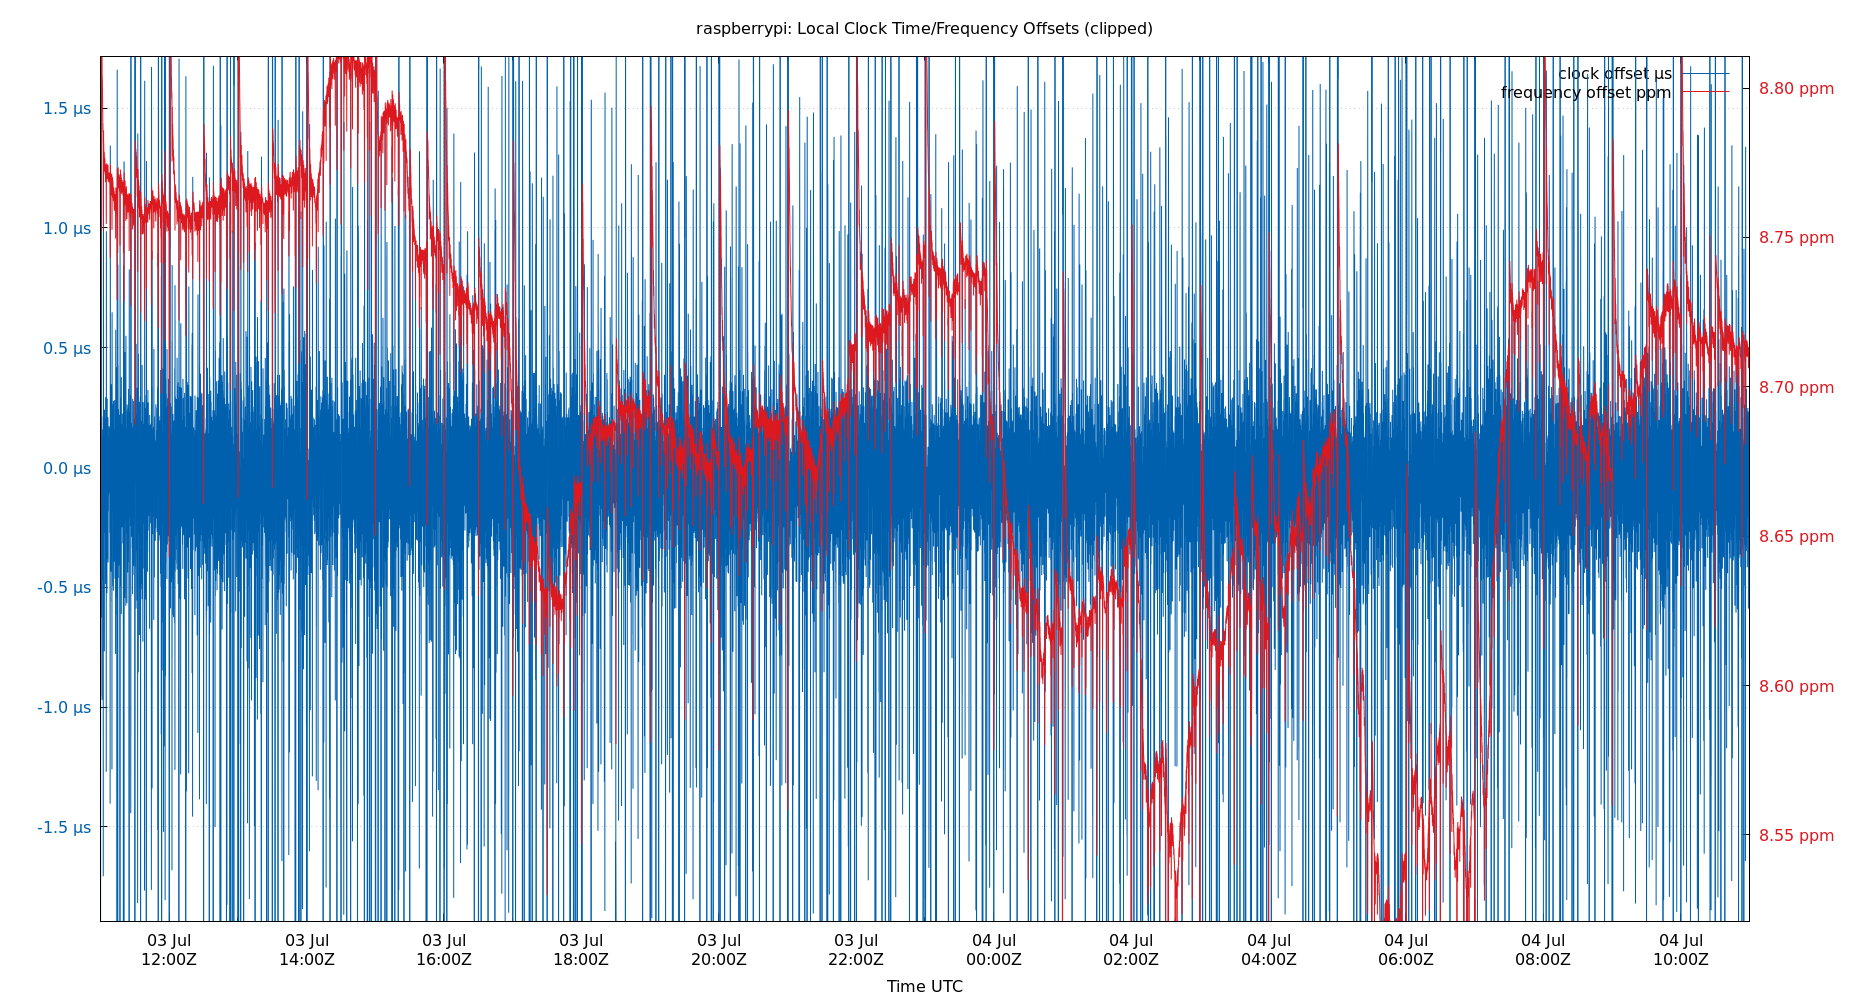 raspberrypi: Local Clock Time/Frequency Offsets (clipped)
clock offset µs
frequency offset ppm
1.5 µs
1.0 µs
0.5 µs
0.0 µs
-0.5 µs
-1.0 µs
-1.5 µs
8.80 ppm
8.75 ppm
8.70 ppm
8.65 ppm
8.60 ppm
8.55 ppm
03 Jul 03 Jul 03 Jul 03 Jul 03 Jul 03 Jul 04 Jul 04 Jul 04 Jul 04 Jul 04 Jul 04 Jul
12:00Z 14:00Z 16:00Z 18:00Z 20:00Z 22:00Z 00:00Z 02:00Z 04:00Z 06:00Z 08:00Z 10:00Z
Time UTC